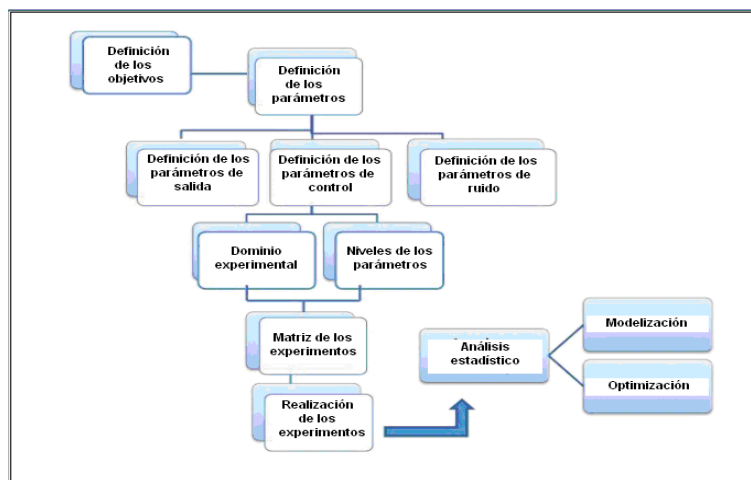 Definición
de los
objetivos
Definición
de los
parámetros
Definición de los
parámetros de
salida
Definición de los
parámetros de
control
Definición de los
parámetros de
ruido
Dominio
experimental
Niveles de los
parámetros
Matriz de los
experimentos
Realización
de los
experimentos
Análisis
estadístico
Modelización
Optimización